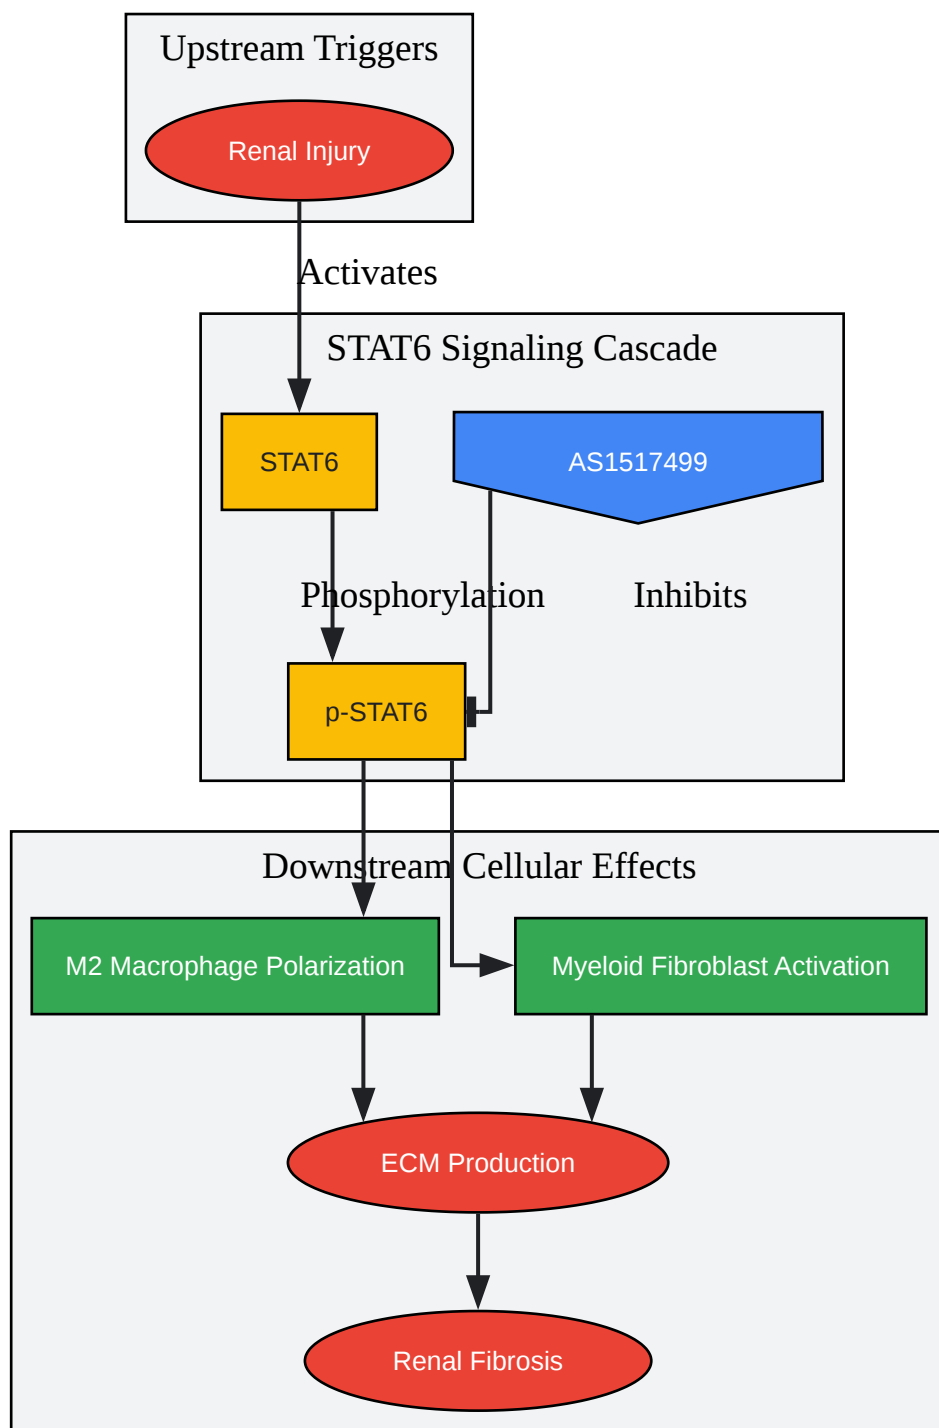 Upstream Triggers
Renal Injury
Activates
STAT6 Signaling Cascade
STAT6
AS1517499
Phosphorylation
Inhibits
p-STAT6
Downstream Cellular Effects
M2 Macrophage Polarization
Myeloid Fibroblast Activation
ECM Production
Renal Fibrosis